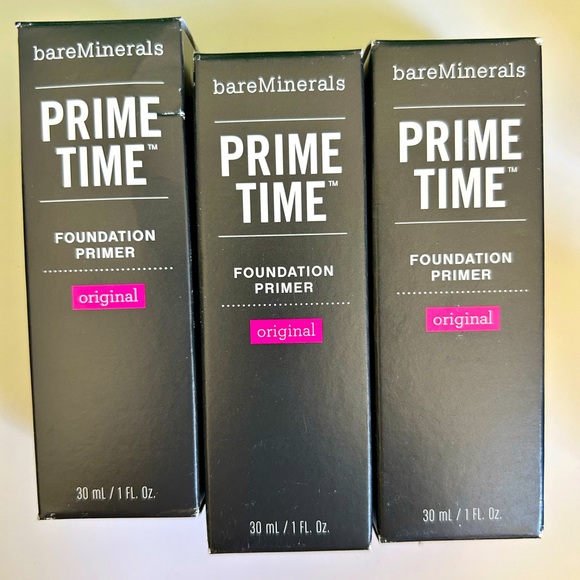 bareMinerals
PRIME
TIME™
FOUNDATION
PRIMER
original
30 mL / 1 FL. Oz.
bareMinerals
PRIME
TIME™
FOUNDATION
PRIMER
original
30 mL / 1 FL. Oz.
bareMinerals
PRIME
TIME™
FOUNDATION
PRIMER
original
30 mL / 1 FL. Oz.